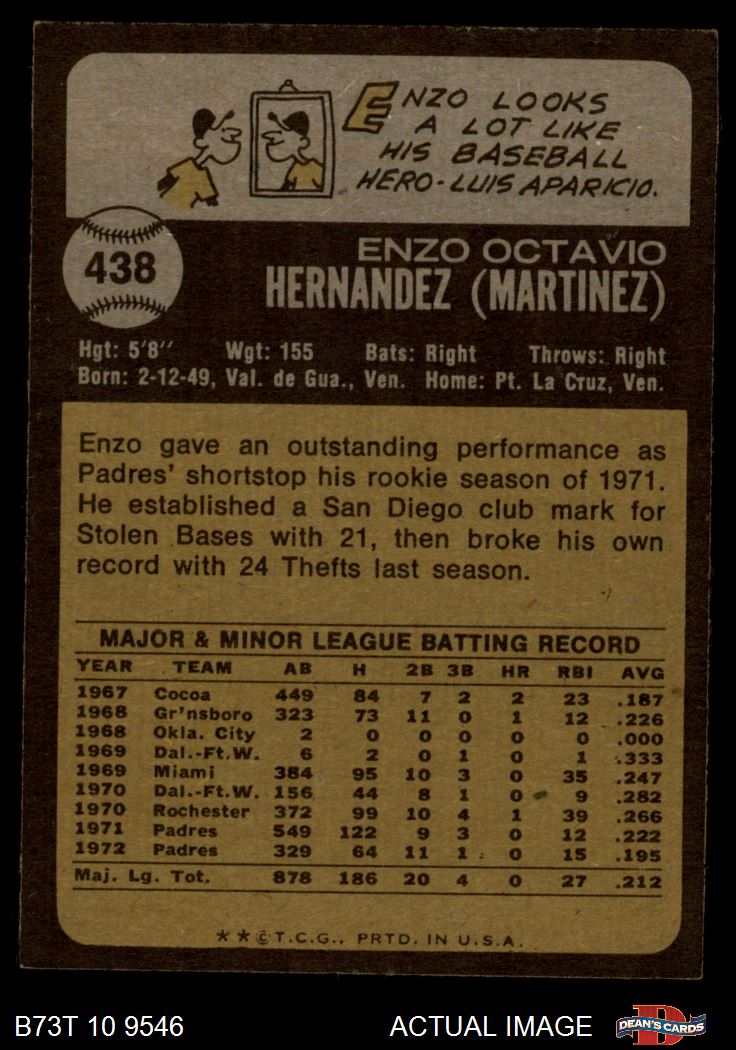 ENZO LOOKS
A LOT LIKE
HIS BASEBALL
HERO-LUIS APARICIO.
438
ENZO OCTAVIO
HERNANDEZ (MARTINEZ)
Hgt: 5'8" Wgt: 155 Bats: Right Throws: Right
Born: 2-12-49, Val. de Gua., Ven. Home: Pt. La Cruz, Ven.
Enzo gave an outstanding performance as
Padres' shortstop his rookie season of 1971.
He established a San Diego club mark for
Stolen Bases with 21, then broke his own
record with 24 Thefts last season.
MAJOR & MINOR LEAGUE BATTING RECORD
YEAR TEAM AB H 2B 3B HR RBI AVG
1967 Cocoa 449 84 7 2 2 23 .187
1968 Gr'nsboro 323 73 11 0 1 12 .226
1968 Okla. City 2 0 0 0 0 0 .000
1969 Dal.-Ft.W. 6 2 0 1 0 1 .333
1969 Miami 384 95 10 3 0 35 .247
1970 Dal.-Ft.W. 156 44 8 1 0 9 .282
1970 Rochester 372 99 10 4 1 39 .266
1971 Padres 549 122 9 3 0 12 .222
1972 Padres 329 64 11 1 0 15 .195
Maj. Lg. Tot. 878 186 20 4 0 27 .212
**©T.C.G., PRTD. IN U.S.A.
B73T 10 9546 ACTUAL IMAGE D DEAN'S CARDS